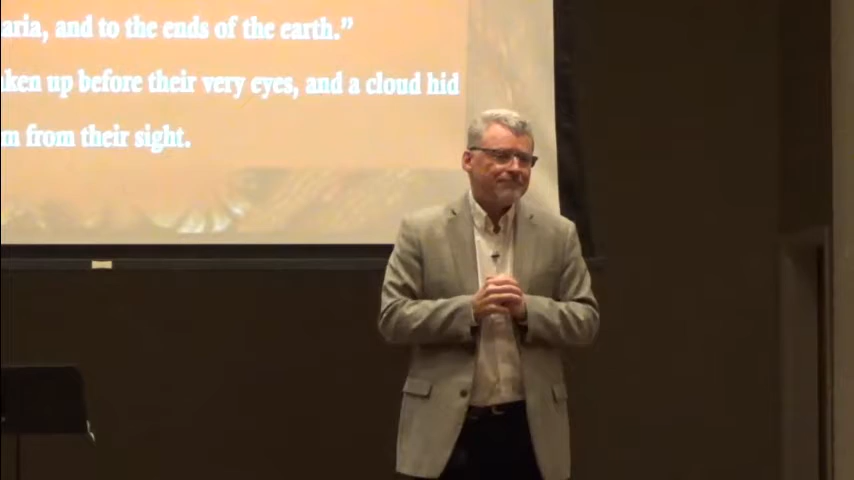 aria, and to the ends of the earth.”
ken up before their very eyes, and a cloud hid
m from their sight.